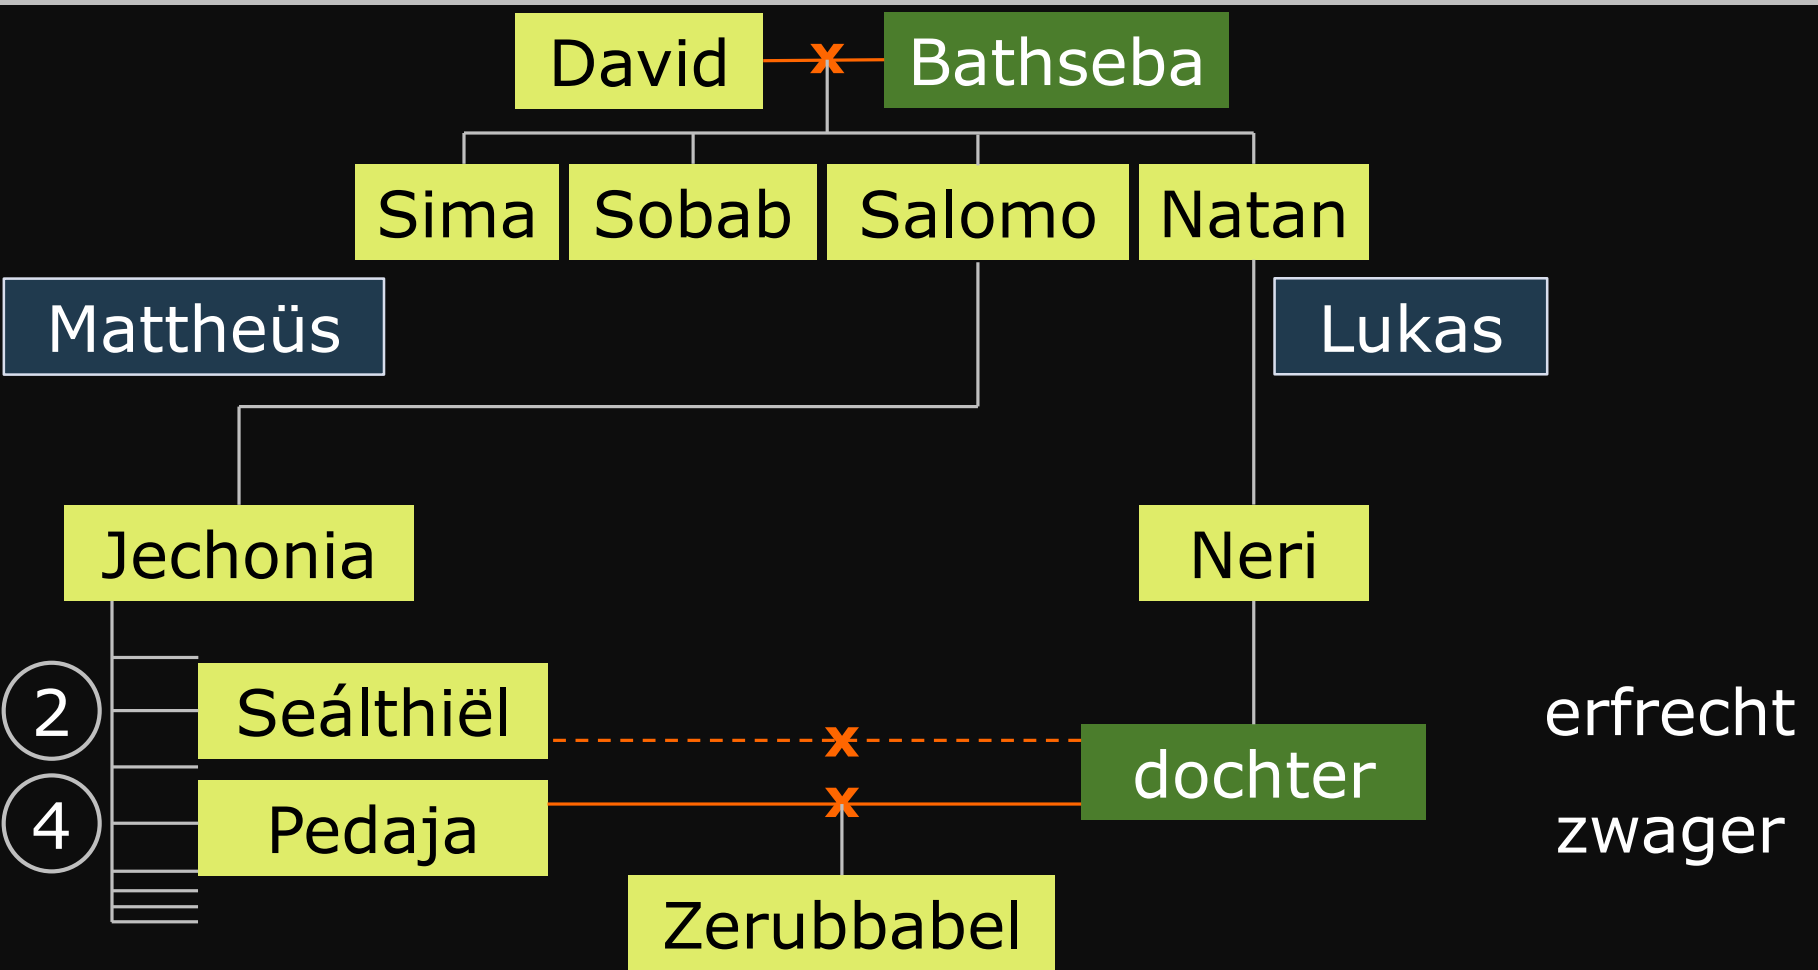 David x Bathseba
Sima Sobab Salomo Natan
Mattheüs Lukas
Jechonia Neri
2 Seálthiël x erfrecht
dochter
4 Pedaja x zwager
Zerubbabel